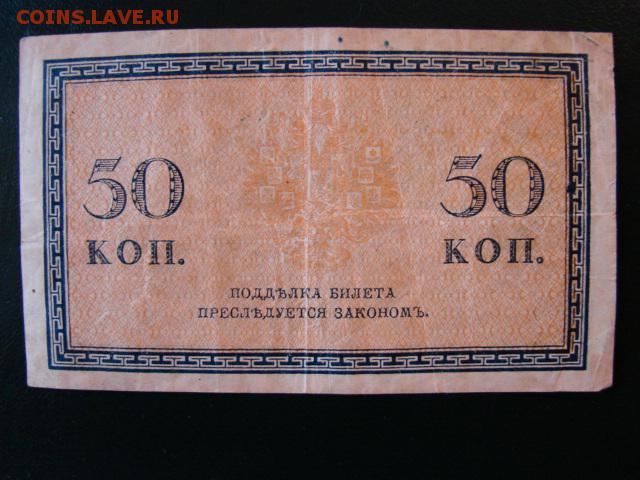 COINS.LAVE.RU
50 50
КОП. КОП.
ПОДДѢЛКА БИЛЕТА
ПРЕСЛѢДУЕТСЯ ЗАКОНОМЪ.